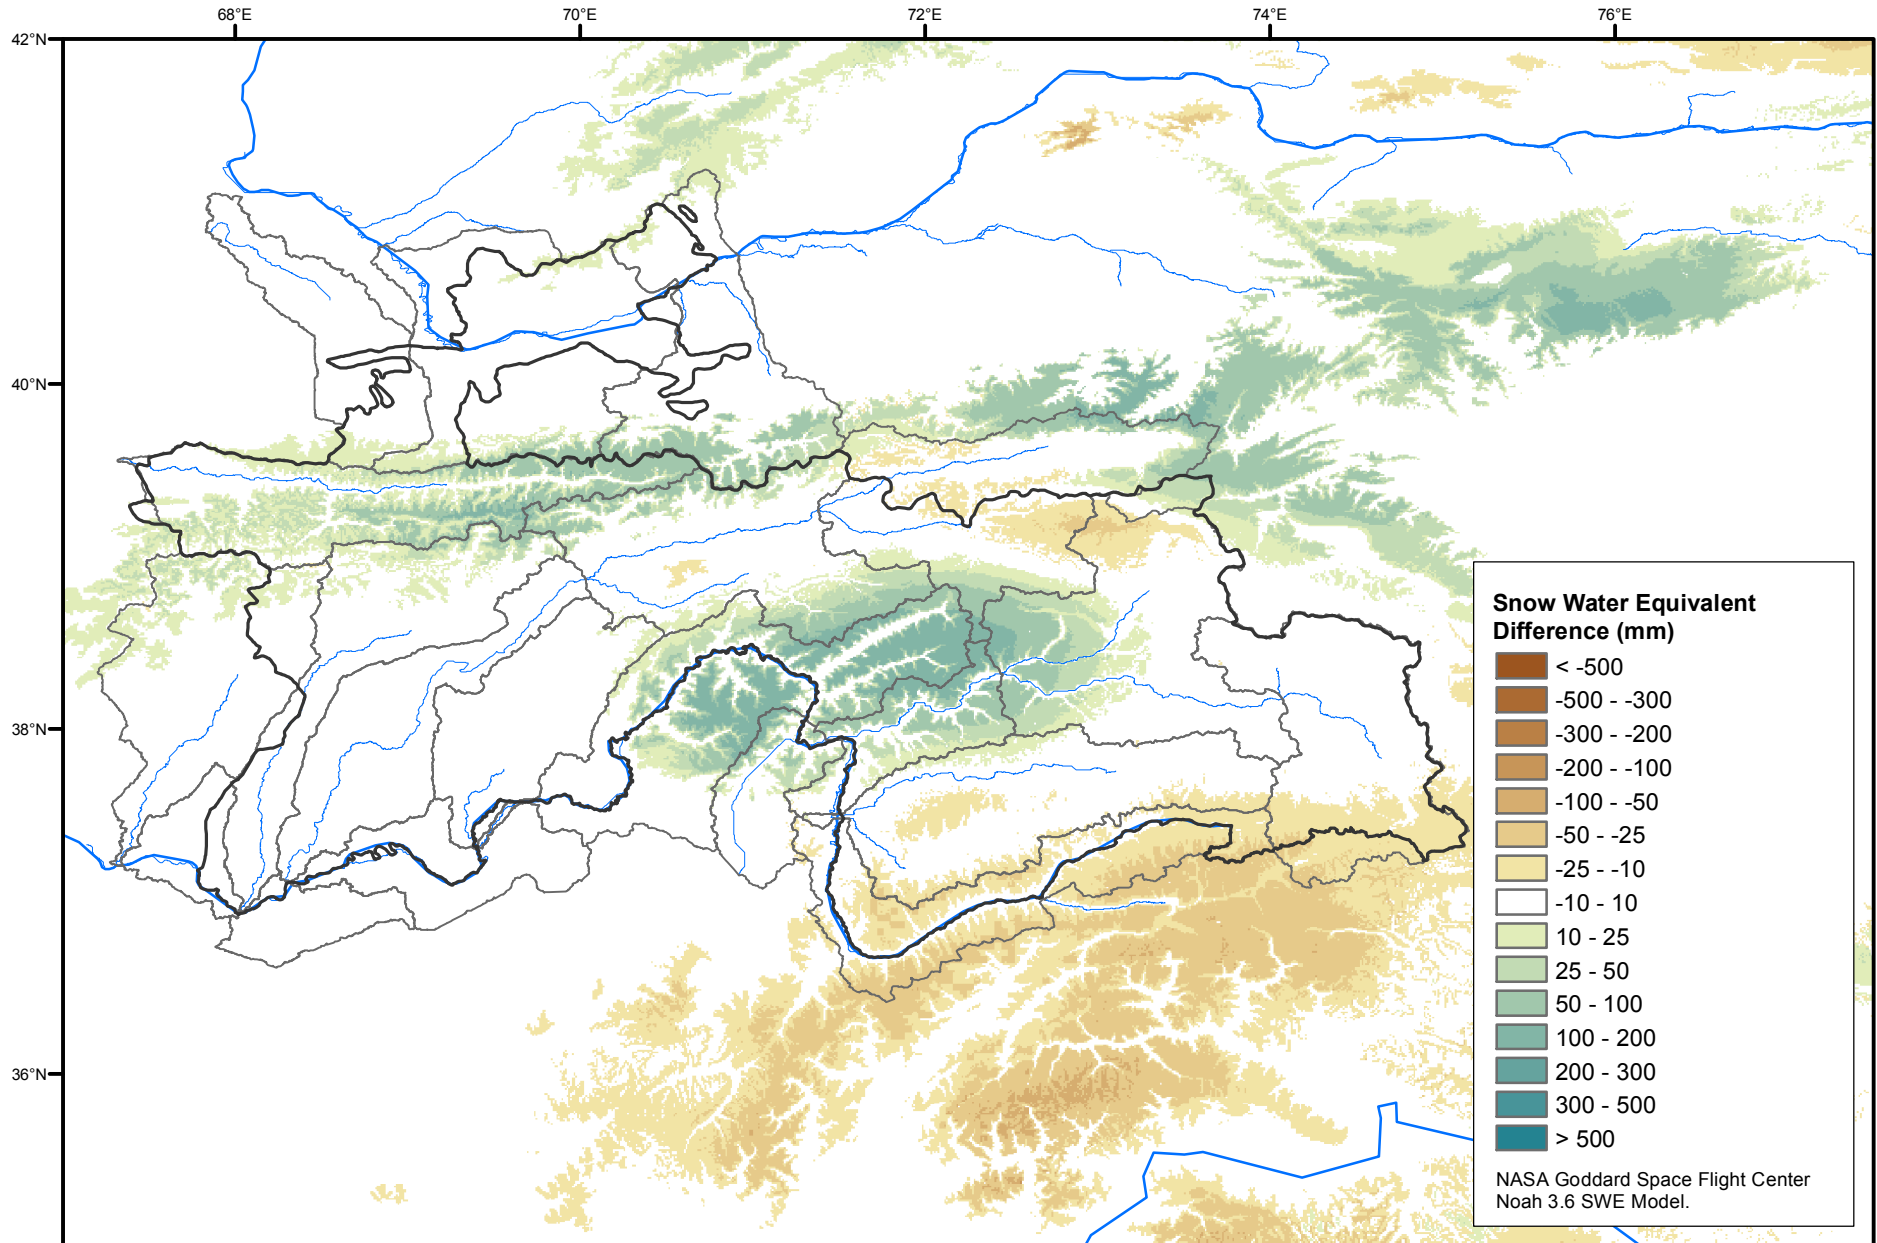 68°E
70°E
72°E
74°E
76°E
42°N
40°N
38°N
36°N
Snow Water Equivalent
Difference (mm)
< -500
-500 - -300
-300 - -200
-200 - -100
-100 - -50
-50 - -25
-25 - -10
-10 - 10
10 - 25
25 - 50
50 - 100
100 - 200
200 - 300
300 - 500
> 500
NASA Goddard Space Flight Center
Noah 3.6 SWE Model.